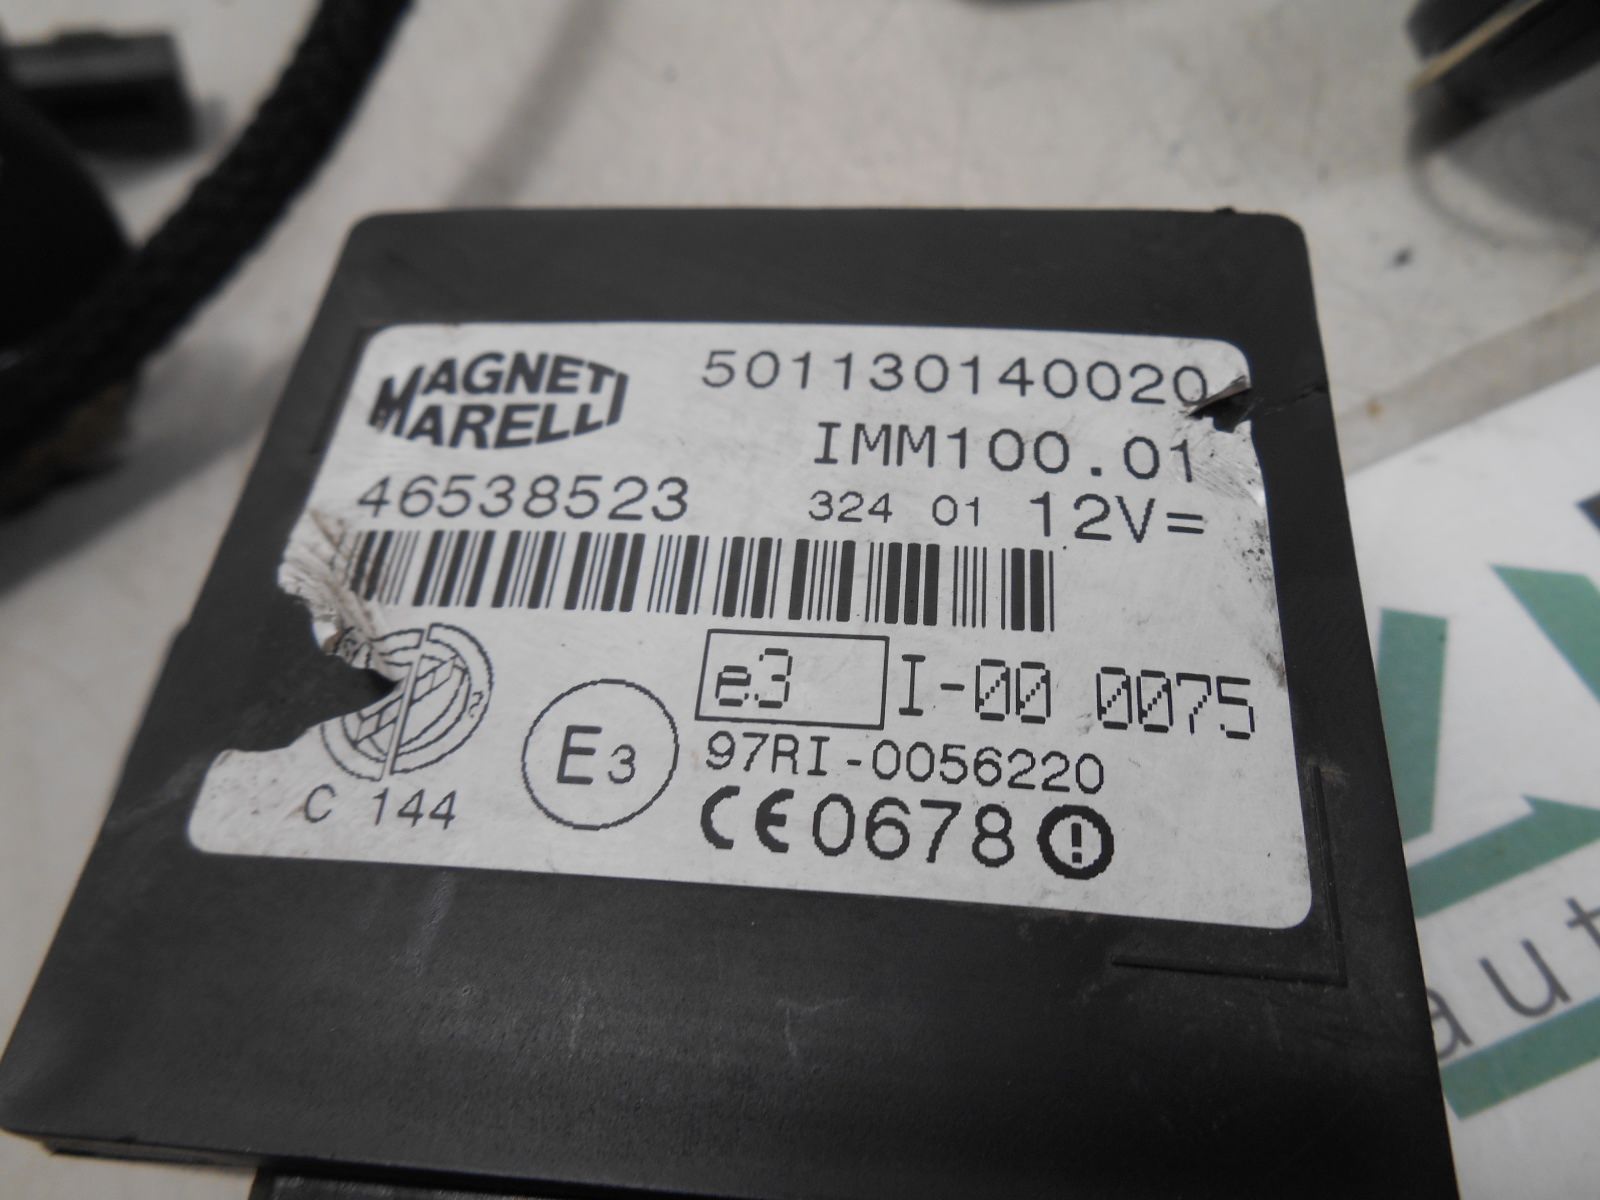 MAGNETI
MARELLI
501130140020
IMM100.01
46538523 324 01 12V=
e3 I-00 0075
E3
97RI-0056220
C 144
CE0678 !
aut